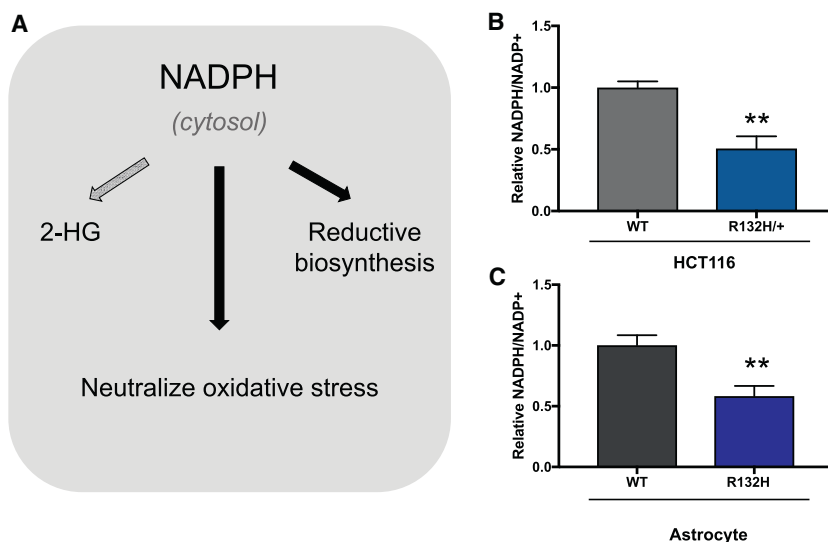 A
NADPH
(cytosol)
2-HG
Reductive
biosynthesis
Neutralize oxidative stress
B
Relative NADPH/NADP+
1.5
1.0
0.5
0.0
**
WT
R132H/+
HCT116
C
Relative NADPH/NADP+
1.5
1.0
0.5
0.0
**
WT
R132H
Astrocyte